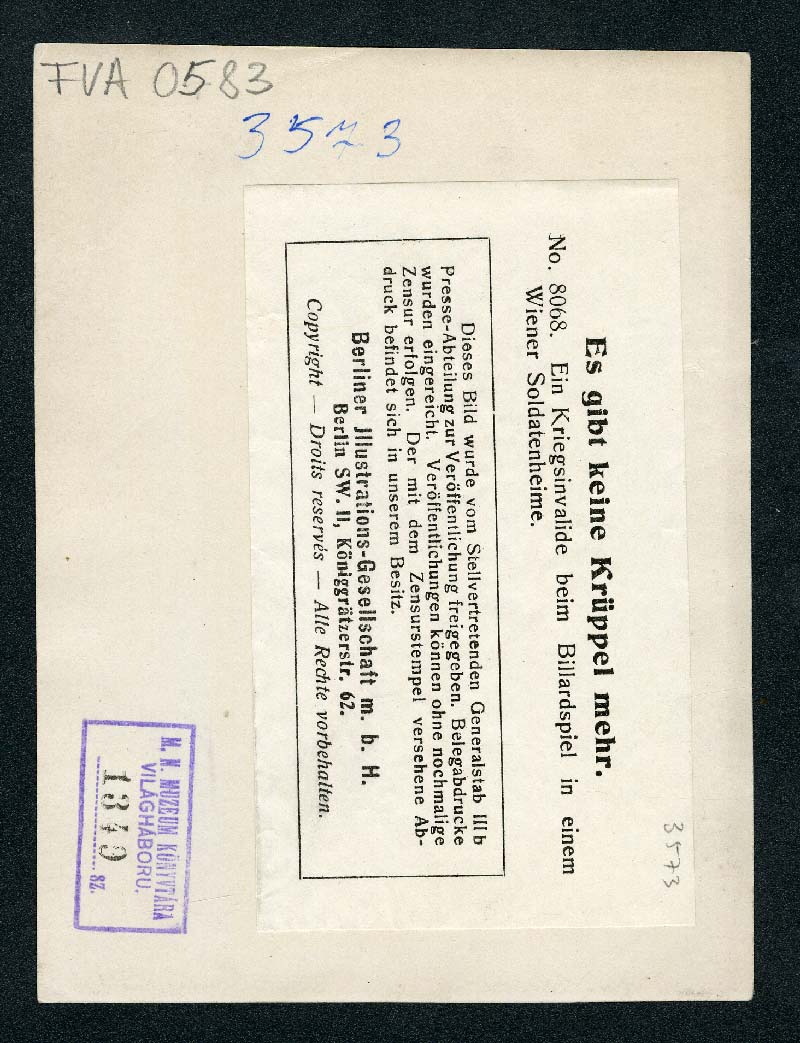 FVA 0583
3573
Es gibt keine Krüppel mehr.
No. 8068. Ein Kriegsinvalide beim Billardspiel in einem
Wiener Soldatenheime.
Dieses Bild wurde vom Stellvertretenden Generalstab IIIb
Presse-Abteilung zur Veröffentlichung freigegeben. Belegabdrucke
wurden eingereicht. Veröffentlichungen können ohne nochmalige
Zensur erfolgen. Der mit dem Zensurstempel versehene Ab-
druck befindet sich in unserem Besitz.
Berliner Illustrations-Gesellschaft m. b. H.
Berlin SW. 11, Königgrätzerstr. 62.
Copyright — Droits reservés — Alle Rechte vorbehalten.
3573
M. N. MUZEUM KÖNYVTÁRA
VILÁGHÁBORU.
1849 SZ.